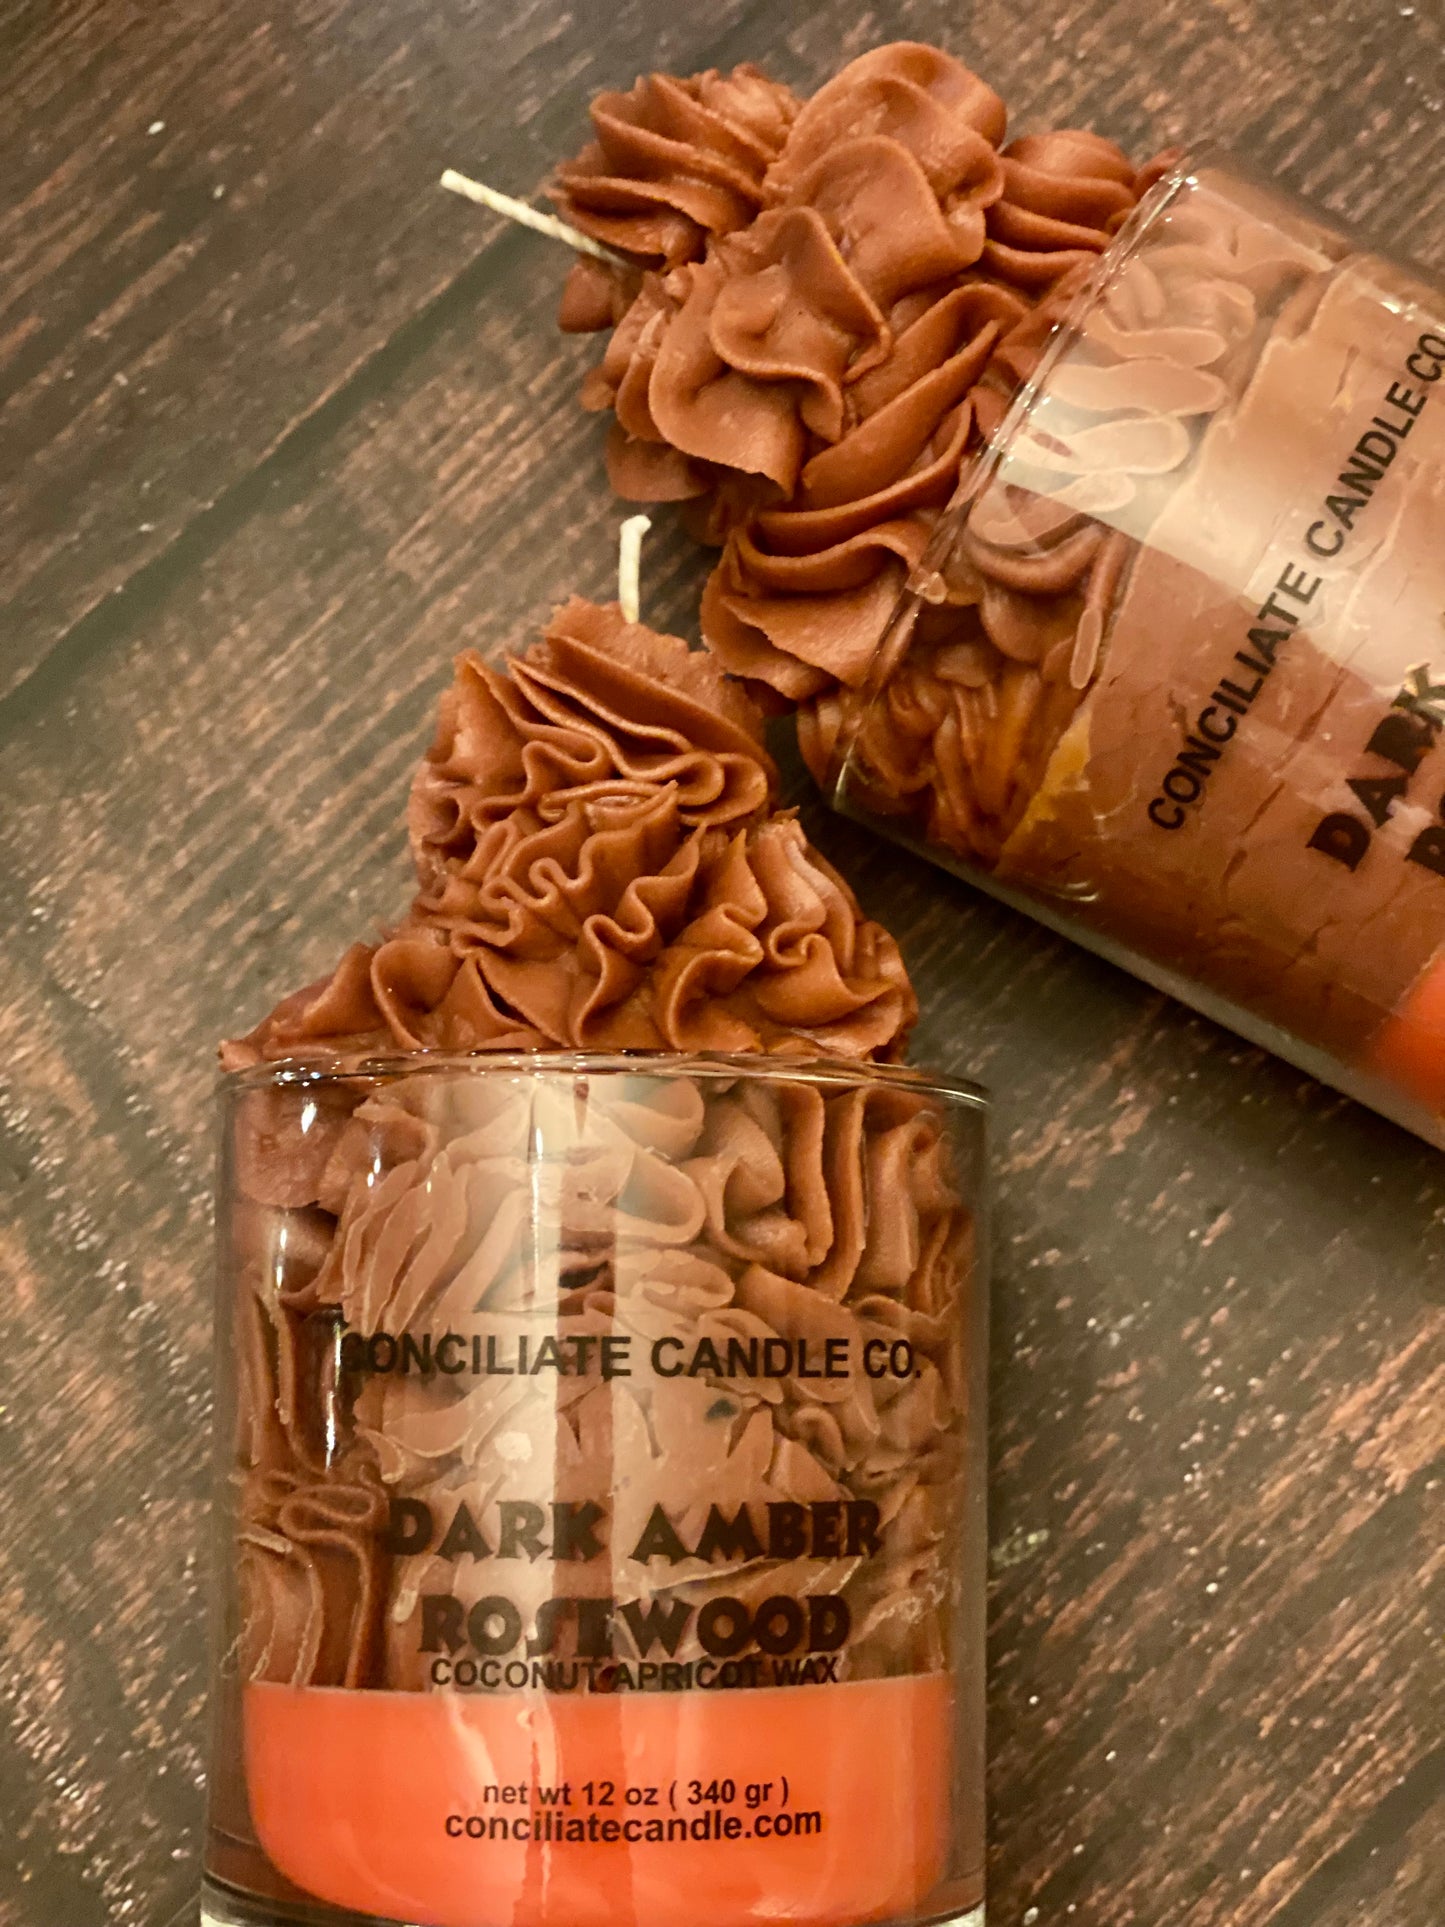 CONCILIATE CANDLE CO.
DARK
CONCILIATE CANDLE CO.
DARK AMBER
ROSEWOOD
COCONUT APRICOT WAX
net wt 12 oz ( 340 gr )
conciliatecandle.com